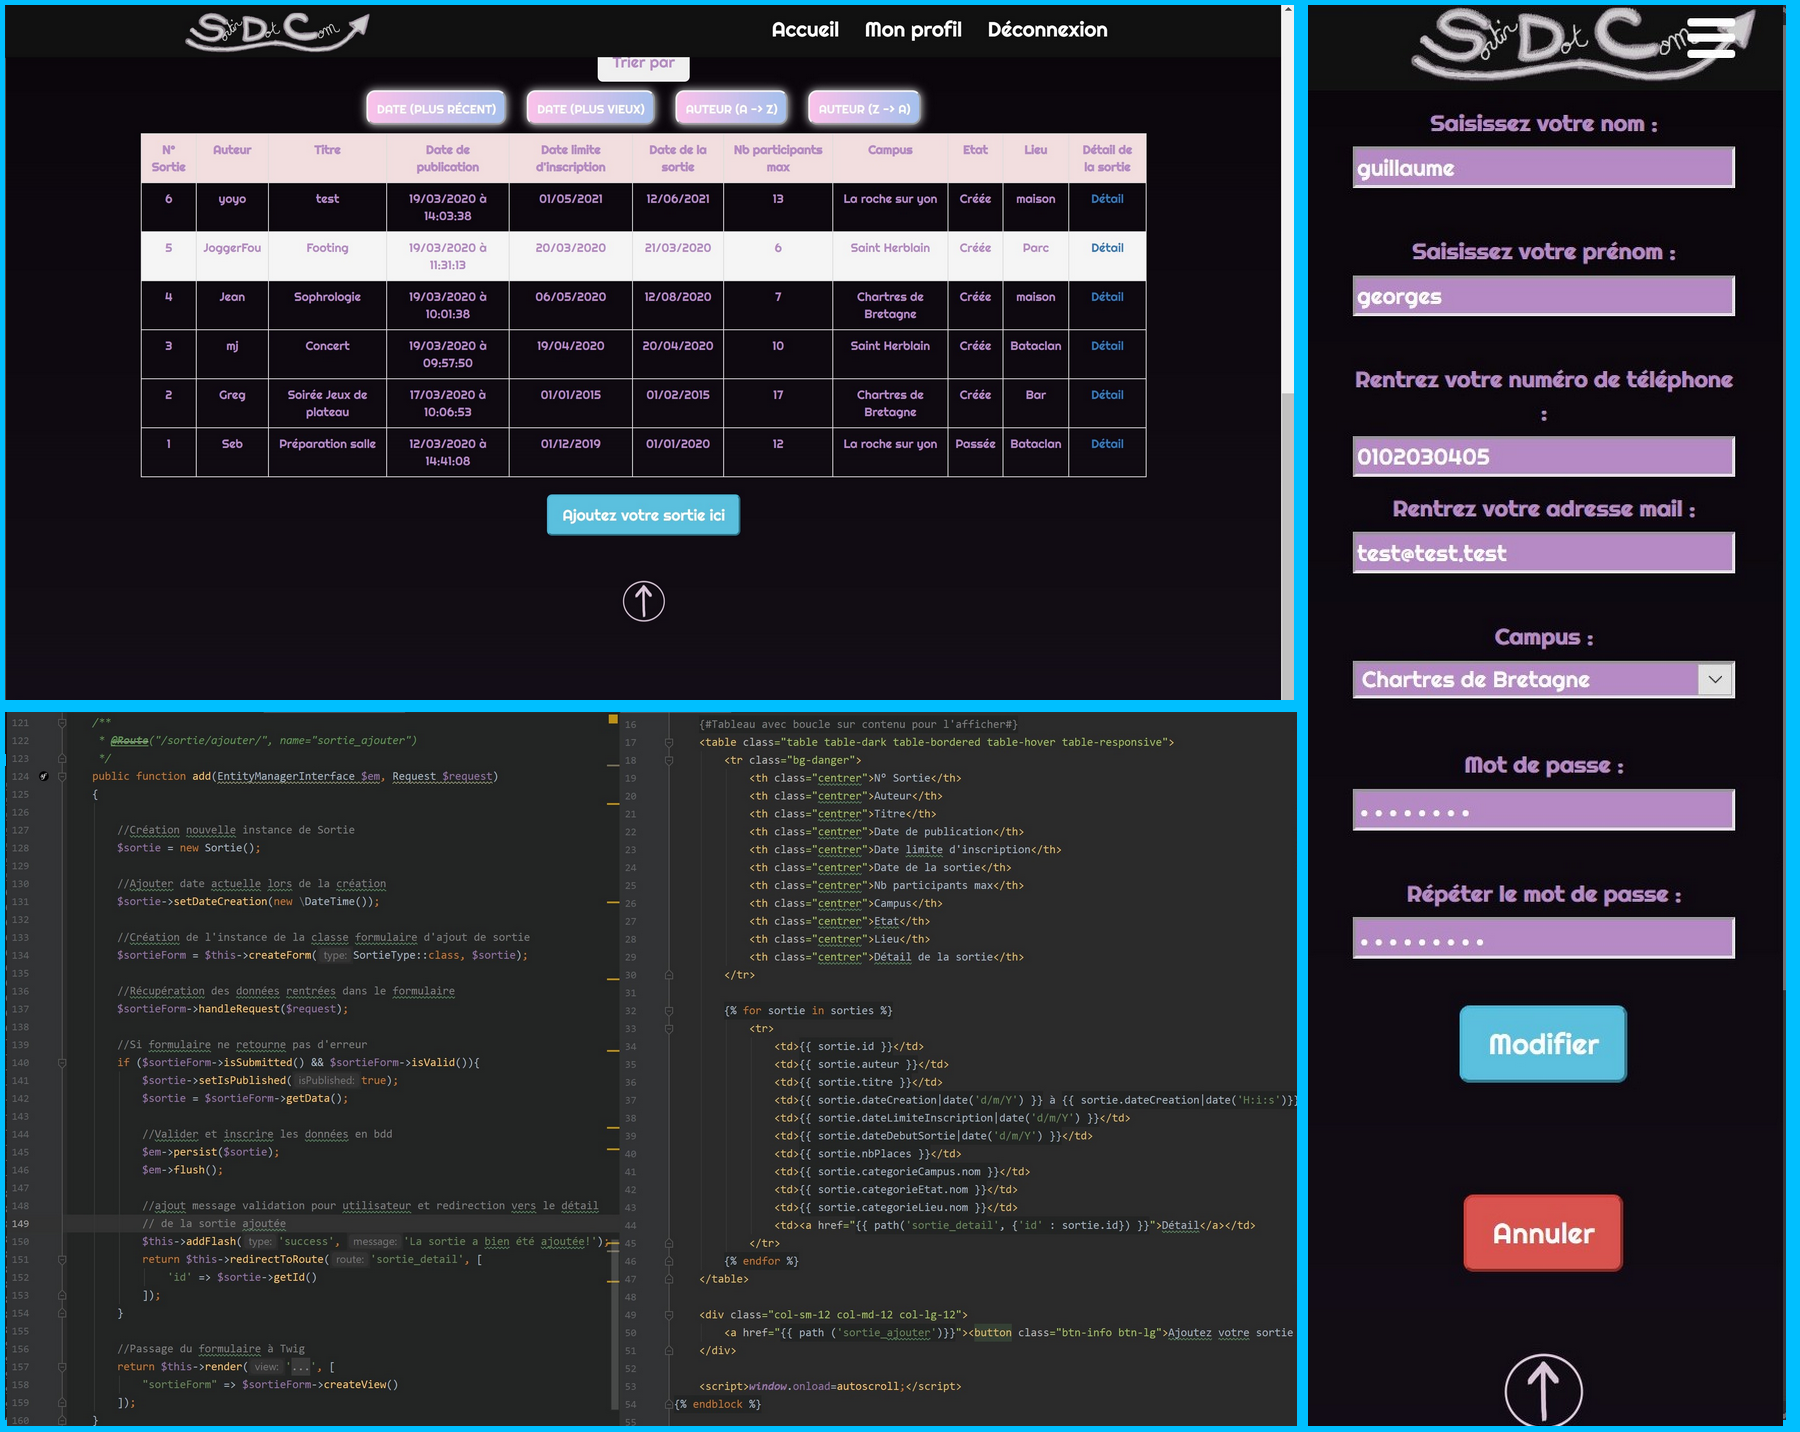 Sortir Dot Com
Accueil Mon profil Déconnexion
Trier par
DATE (PLUS RÉCENT) DATE (PLUS VIEUX) AUTEUR (A -> Z) AUTEUR (Z -> A)
N° Sortie Auteur Titre Date de publication Date limite d'inscription Date de la sortie Nb participants max Campus Etat Lieu Détail de la sortie
6 yoyo test 19/03/2020 à 14:03:38 01/05/2021 12/06/2021 13 La roche sur yon Créée maison Détail
5 JoggerFou Footing 19/03/2020 à 11:31:13 20/03/2020 21/03/2020 6 Saint Herblain Créée Parc Détail
4 Jean Sophrologie 19/03/2020 à 10:01:38 06/05/2020 12/08/2020 7 Chartres de Bretagne Créée maison Détail
3 mj Concert 19/03/2020 à 09:57:50 19/04/2020 20/04/2020 10 Saint Herblain Créée Bataclan Détail
2 Greg Soirée Jeux de plateau 17/03/2020 à 10:06:53 01/01/2015 01/02/2015 17 Chartres de Bretagne Créée Bar Détail
1 Seb Préparation salle 12/03/2020 à 14:41:08 01/12/2019 01/01/2020 12 La roche sur yon Passée Bataclan Détail
Ajoutez votre sortie ici
121 /**
122 * @Route("/sortie/ajouter/", name="sortie_ajouter")
123 */
124 public function add(EntityManagerInterface $em, Request $request)
125 {
126
127 //Création nouvelle instance de Sortie
128 $sortie = new Sortie();
129
130 //Ajouter date actuelle lors de la création
131 $sortie->setDateCreation(new \DateTime());
132
133 //Création de l'instance de la classe formulaire d'ajout de sortie
134 $sortieForm = $this->createForm( type: SortieType::class, $sortie);
135
136 //Récupération des données rentrées dans le formulaire
137 $sortieForm->handleRequest($request);
138
139 //Si formulaire ne retourne pas d'erreur
140 if ($sortieForm->isSubmitted() && $sortieForm->isValid()){
141 $sortie->setIsPublished( isPublished: true);
142 $sortie = $sortieForm->getData();
143
144 //Valider et inscrire les données en bdd
145 $em->persist($sortie);
146 $em->flush();
147
148 //ajout message validation pour utilisateur et redirection vers le détail
149 // de la sortie ajoutée
150 $this->addFlash( type: 'success', message: 'La sortie a bien été ajoutée!');
151 return $this->redirectToRoute( route: 'sortie_detail', [
152 'id' => $sortie->getId()
153 ]);
154 }
155
156 //Passage du formulaire à Twig
157 return $this->render( view: '...', [
158 "sortieForm" => $sortieForm->createView()
159 ]);
160 }
16 {#Tableau avec boucle sur contenu pour l'afficher#}
17 <table class="table table-dark table-bordered table-hover table-responsive">
18 <tr class="bg-danger">
19 <th class="centrer">N° Sortie</th>
20 <th class="centrer">Auteur</th>
21 <th class="centrer">Titre</th>
22 <th class="centrer">Date de publication</th>
23 <th class="centrer">Date limite d'inscription</th>
24 <th class="centrer">Date de la sortie</th>
25 <th class="centrer">Nb participants max</th>
26 <th class="centrer">Campus</th>
27 <th class="centrer">Etat</th>
28 <th class="centrer">Lieu</th>
29 <th class="centrer">Détail de la sortie</th>
30 </tr>
31
32 {% for sortie in sorties %}
33 <tr>
34 <td>{{ sortie.id }}</td>
35 <td>{{ sortie.auteur }}</td>
36 <td>{{ sortie.titre }}</td>
37 <td>{{ sortie.dateCreation|date('d/m/Y') }} à {{ sortie.dateCreation|date('H:i:s')}}
38 <td>{{ sortie.dateLimiteInscription|date('d/m/Y') }}</td>
39 <td>{{ sortie.dateDebutSortie|date('d/m/Y') }}</td>
40 <td>{{ sortie.nbPlaces }}</td>
41 <td>{{ sortie.categorieCampus.nom }}</td>
42 <td>{{ sortie.categorieEtat.nom }}</td>
43 <td>{{ sortie.categorieLieu.nom }}</td>
44 <td><a href="{{ path('sortie_detail', {'id' : sortie.id}) }}">Détail</a></td>
45 </tr>
46 {% endfor %}
47 </table>
48
49 <div class="col-sm-12 col-md-12 col-lg-12">
50 <a href="{{ path ('sortie_ajouter')}}"><button class="btn-info btn-lg">Ajoutez votre sortie
51 </div>
52
53 <script>window.onload=autoscroll;</script>
54 {% endblock %}
55
Sortir Dot Com
Saisissez votre nom :
guillaume
Saisissez votre prénom :
georges
Rentrez votre numéro de téléphone
:
0102030405
Rentrez votre adresse mail :
test@test.test
Campus :
Chartres de Bretagne
Mot de passe :
Répéter le mot de passe :
Modifier
Annuler